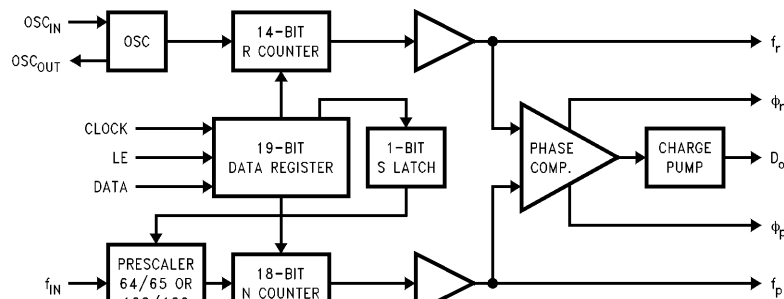 OSCIN
OSCOUT
OSC
14-BIT
R COUNTER
fr
CLOCK
LE
DATA
19-BIT
DATA REGISTER
1-BIT
S LATCH
PHASE
COMP.
CHARGE
PUMP
ϕr
Do
ϕp
fIN
PRESCALER
64/65 OR
18-BIT
N COUNTER
fp